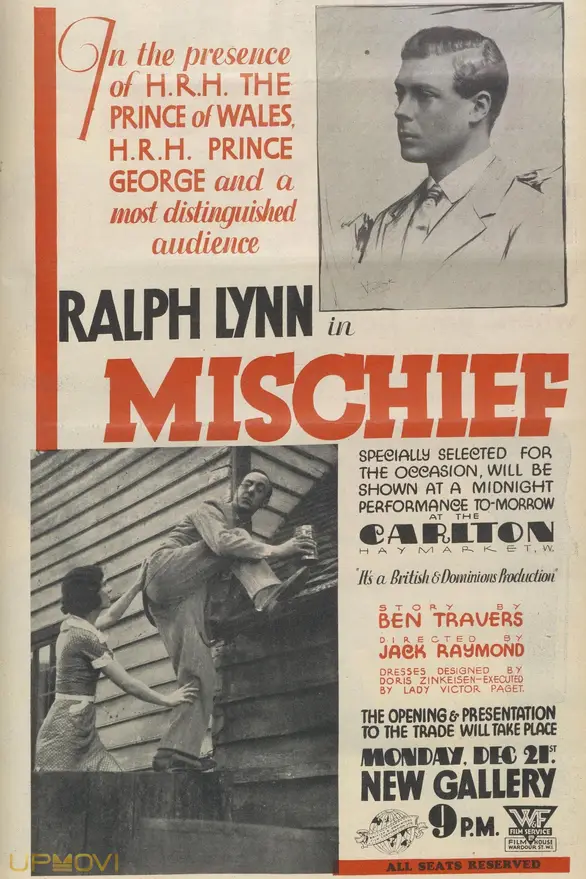 In the presence
of H.R.H. THE
PRINCE of WALES,
H.R.H. PRINCE
GEORGE and a
most distinguished
audience
RALPH LYNN in
MISCHIEF
SPECIALLY SELECTED FOR
THE OCCASION, WILL BE
SHOWN AT A MIDNIGHT
PERFORMANCE TO-MORROW
AT THE
CARLTON
HAYMARKET, W.
"It's a British & Dominions Production"
STORY BY
BEN TRAVERS
DIRECTED BY
JACK RAYMOND
DRESSES DESIGNED BY
DORIS ZINKEISEN—EXECUTED
BY LADY VICTOR PAGET.
THE OPENING & PRESENTATION
TO THE TRADE WILL TAKE PLACE
MONDAY, DEC 21ST
NEW GALLERY
9 P.M.
W&F
FILM SERVICE
FILM HOUSE
WARDOUR ST. W.1.
ALL SEATS RESERVED
UPMOVI